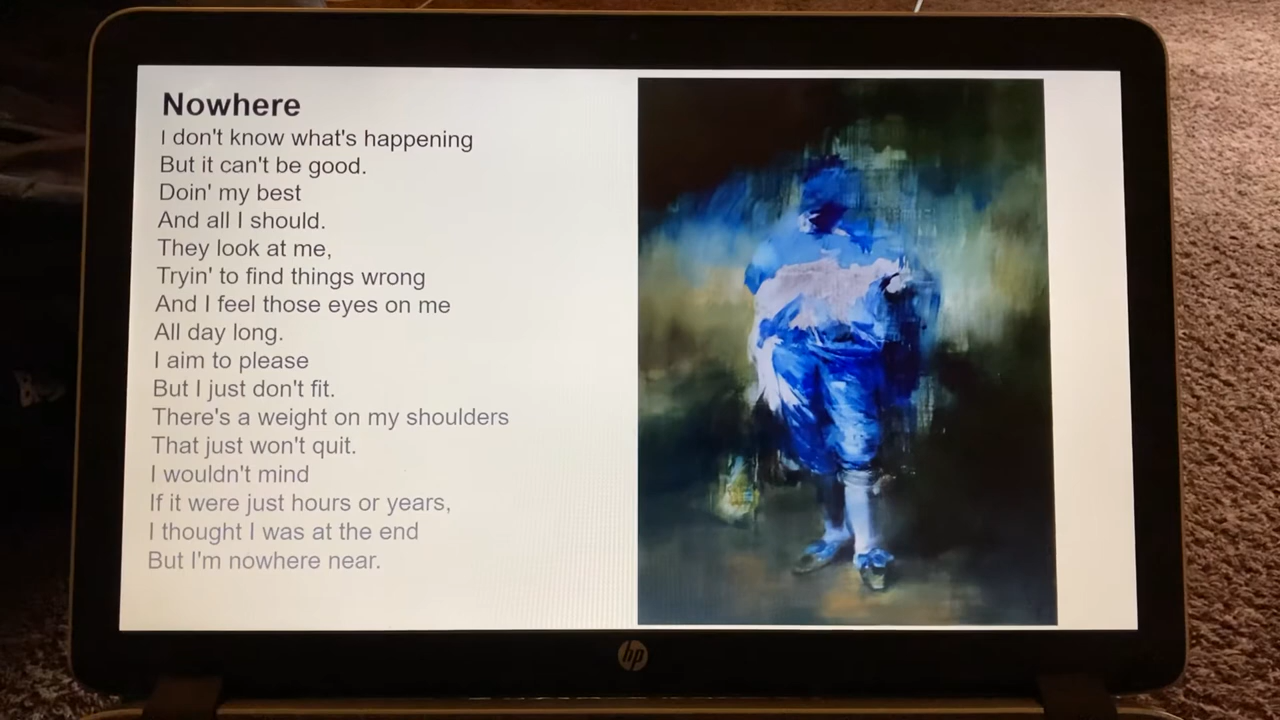 Nowhere
I don't know what's happening
But it can't be good.
Doin' my best
And all I should.
They look at me,
Tryin' to find things wrong
And I feel those eyes on me
All day long.
I aim to please
But I just don't fit.
There's a weight on my shoulders
That just won't quit.
I wouldn't mind
If it were just hours or years,
I thought I was at the end
But I'm nowhere near.
hp